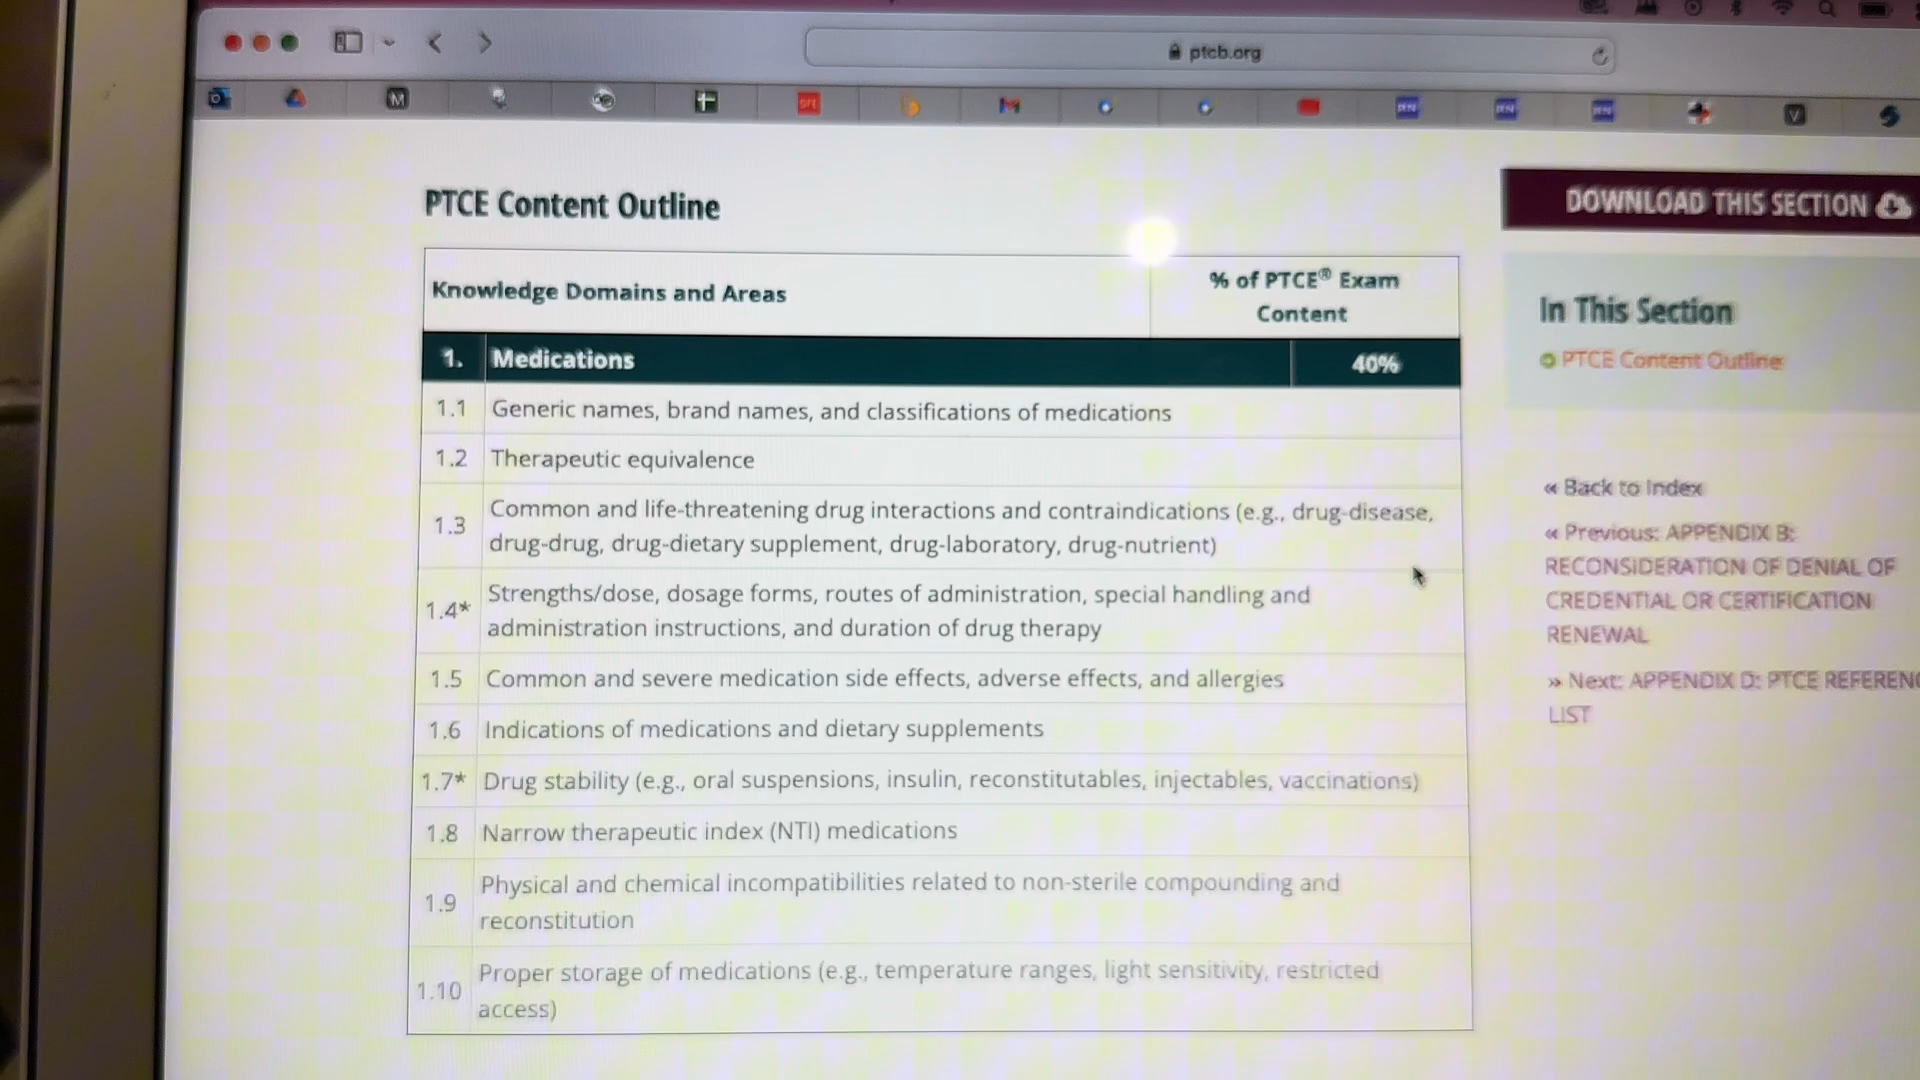 ptcb.org
PTCE Content Outline
DOWNLOAD THIS SECTION
Knowledge Domains and Areas
% of PTCE® Exam
Content
1. Medications 40%
1.1 Generic names, brand names, and classifications of medications
1.2 Therapeutic equivalence
1.3 Common and life-threatening drug interactions and contraindications (e.g., drug-disease,
drug-drug, drug-dietary supplement, drug-laboratory, drug-nutrient)
1.4* Strengths/dose, dosage forms, routes of administration, special handling and
administration instructions, and duration of drug therapy
1.5 Common and severe medication side effects, adverse effects, and allergies
1.6 Indications of medications and dietary supplements
1.7* Drug stability (e.g., oral suspensions, insulin, reconstitutables, injectables, vaccinations)
1.8 Narrow therapeutic index (NTI) medications
1.9 Physical and chemical incompatibilities related to non-sterile compounding and
reconstitution
1.10 Proper storage of medications (e.g., temperature ranges, light sensitivity, restricted
access)
In This Section
PTCE Content Outline
« Back to Index
« Previous: APPENDIX B:
RECONSIDERATION OF DENIAL OF
CREDENTIAL OR CERTIFICATION
RENEWAL
» Next: APPENDIX D: PTCE REFERENC
LIST